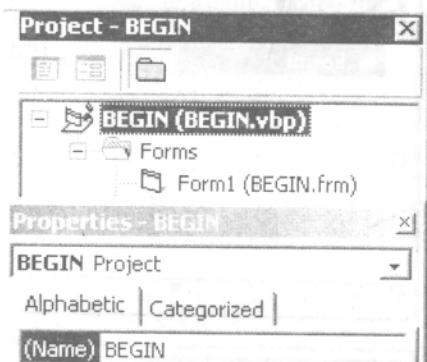 Project - BEGIN
BEGIN (BEGIN.vbp)
Forms
Form1 (BEGIN.frm)
Properties - BEGIN
BEGIN Project
Alphabetic Categorized
(Name) BEGIN